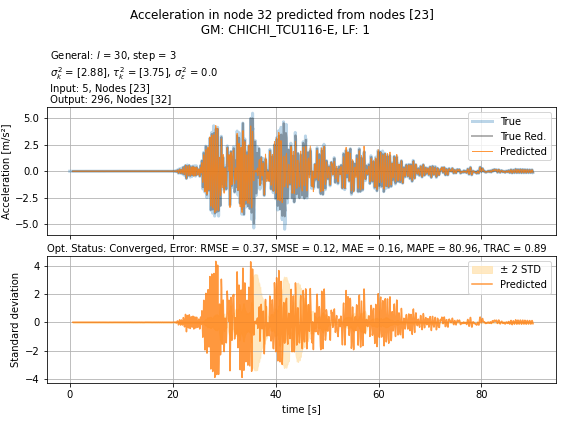 Acceleration in node 32 predicted from nodes [23]
GM: CHICHI_TCU116-E, LF: 1
General: l = 30, step = 3
σ²ₖ = [2.88], τ²ₖ = [3.75], σ²ε = 0.0
Input: 5, Nodes [23]
Output: 296, Nodes [32]
Acceleration [m/s²]
5.0
2.5
0.0
−2.5
−5.0
True
True Red.
Predicted
Opt. Status: Converged, Error: RMSE = 0.37, SMSE = 0.12, MAE = 0.16, MAPE = 80.96, TRAC = 0.89
Standard deviation
4
2
0
−2
−4
± 2 STD
Predicted
0
20
40
60
80
time [s]